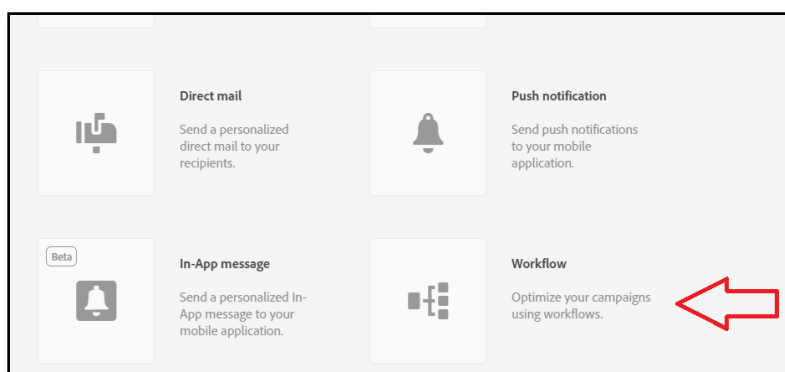 Direct mail
Send a personalized
direct mail to your
recipients.
Push notification
Send push notifications
to your mobile
application.
Beta
In-App message
Send a personalized In-
App message to your
mobile application.
Workflow
Optimize your campaigns
using workflows.